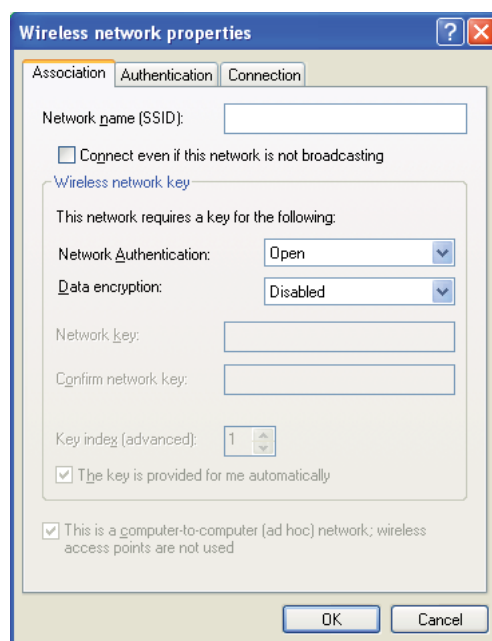 Wireless network properties
Association Authentication Connection
Network name (SSID):
Connect even if this network is not broadcasting
Wireless network key
This network requires a key for the following:
Network Authentication: Open
Data encryption: Disabled
Network key:
Confirm network key:
Key index (advanced): 1
The key is provided for me automatically
This is a computer-to-computer (ad hoc) network; wireless
access points are not used
OK Cancel